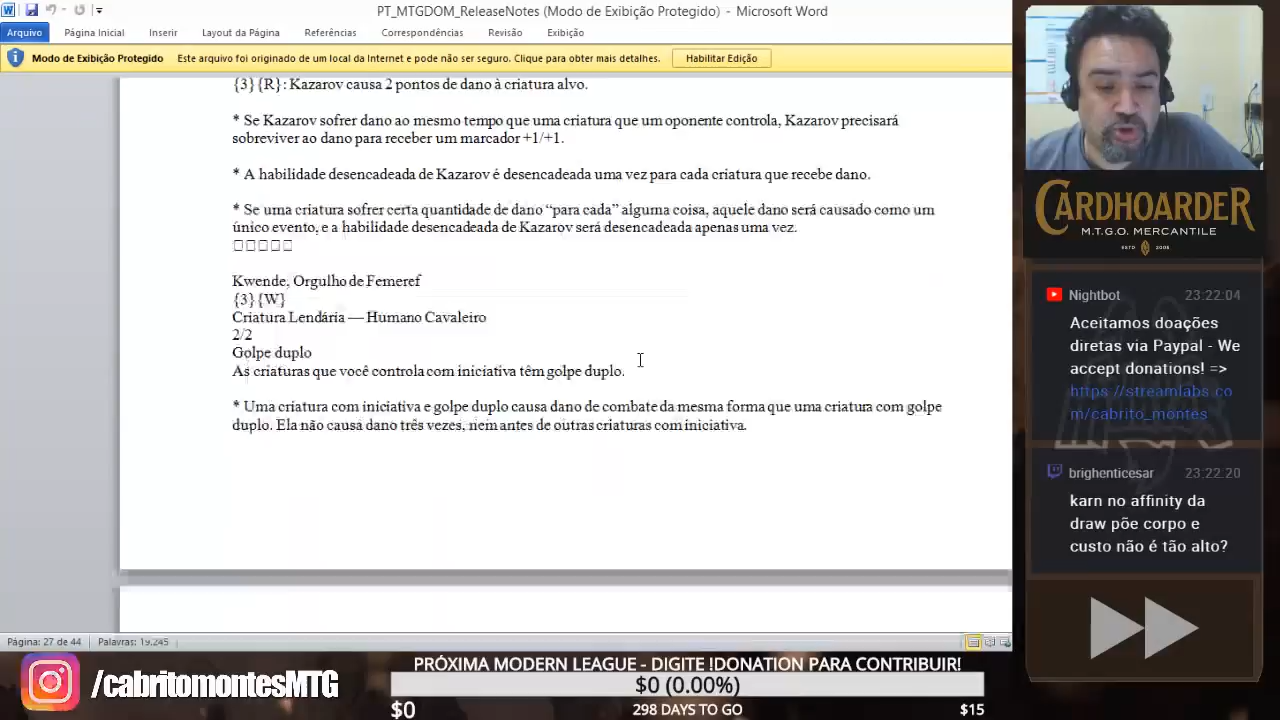 PT_MTGDOM_ReleaseNotes (Modo de Exibição Protegido) - Microsoft Word
Arquivo Página Inicial Inserir Layout da Página Referências Correspondências Revisão Exibição
Modo de Exibição Protegido Este arquivo foi originado de um local da Internet e pode não ser seguro. Clique para obter mais detalhes. Habilitar Edição
{3}{R}: Kazarov causa 2 pontos de dano à criatura alvo.
* Se Kazarov sofrer dano ao mesmo tempo que uma criatura que um oponente controla, Kazarov precisará
sobreviver ao dano para receber um marcador +1/+1.
* A habilidade desencadeada de Kazarov é desencadeada uma vez para cada criatura que recebe dano.
* Se uma criatura sofrer certa quantidade de dano “para cada” alguma coisa, aquele dano será causado como um
único evento, e a habilidade desencadeada de Kazarov será desencadeada apenas uma vez.
Kwende, Orgulho de Femeref
{3}{W}
Criatura Lendária — Humano Cavaleiro
2/2
Golpe duplo
As criaturas que você controla com iniciativa têm golpe duplo.
* Uma criatura com iniciativa e golpe duplo causa dano de combate da mesma forma que uma criatura com golpe
duplo. Ela não causa dano três vezes, nem antes de outras criaturas com iniciativa.
Página: 27 de 44 Palavras: 19.245
CARDHOARDER
M.T.G.O. MERCANTILE
ESTD 2005
Nightbot 23:22:04
Aceitamos doações
diretas via Paypal - We
accept donations! =>
https://streamlabs.co
m/cabrito_montes
brighenticesar 23:22:20
karn no affinity da
draw põe corpo e
custo não é tão alto?
/cabritomontesMTG
PRÓXIMA MODERN LEAGUE - DIGITE !DONATION PARA CONTRIBUIR!
$0 (0.00%)
$0 298 DAYS TO GO $15